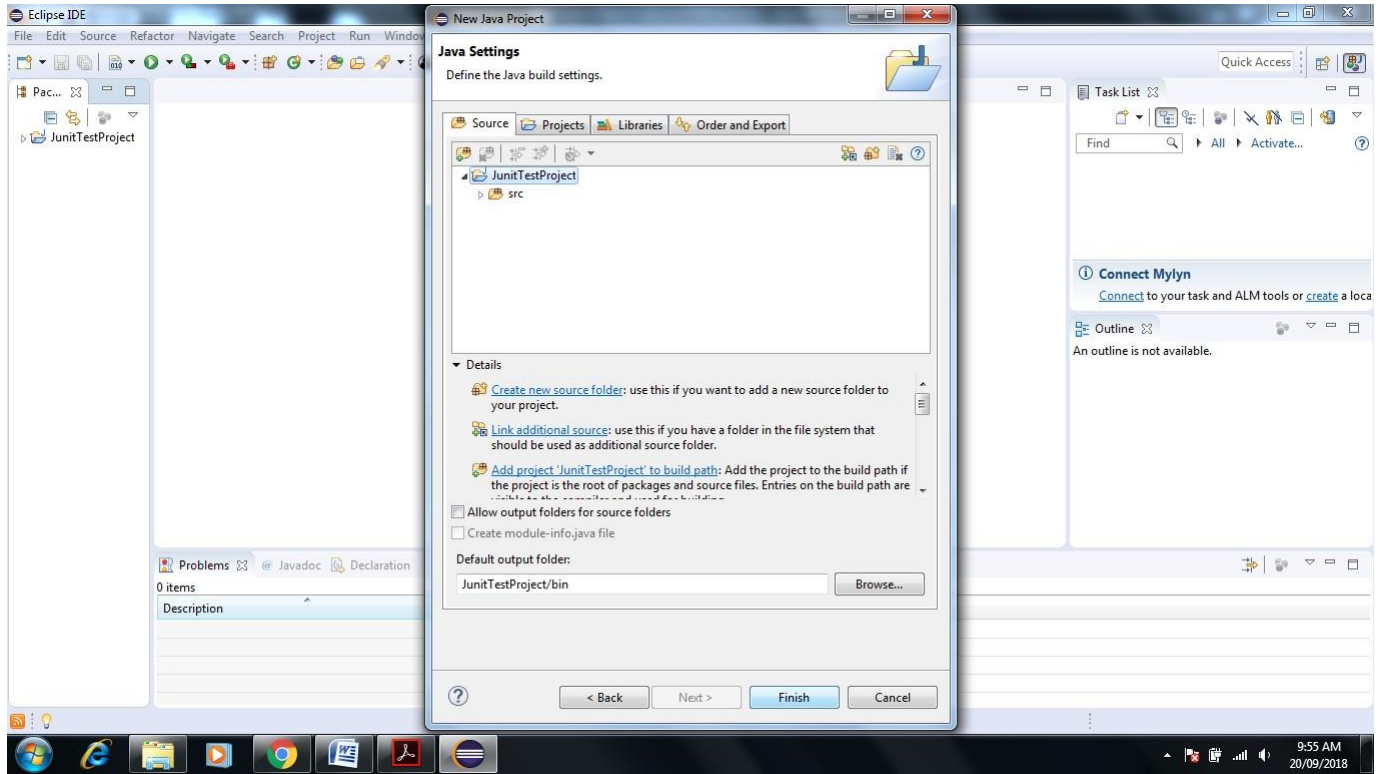 Eclipse IDE
File Edit Source Refactor Navigate Search Project Run Window
Quick Access
Pac...
JunitTestProject
New Java Project
Java Settings
Define the Java build settings.
Source Projects Libraries Order and Export
JunitTestProject
src
Details
Create new source folder: use this if you want to add a new source folder to
your project.
Link additional source: use this if you have a folder in the file system that
should be used as additional source folder.
Add project 'JunitTestProject' to build path: Add the project to the build path if
the project is the root of packages and source files. Entries on the build path are
Allow output folders for source folders
Create module-info.java file
Default output folder:
JunitTestProject/bin
Browse...
< Back Next > Finish Cancel
Task List
Find All Activate...
Connect Mylyn
Connect to your task and ALM tools or create a loca
Outline
An outline is not available.
Problems @ Javadoc Declaration
0 items
Description
9:55 AM
20/09/2018